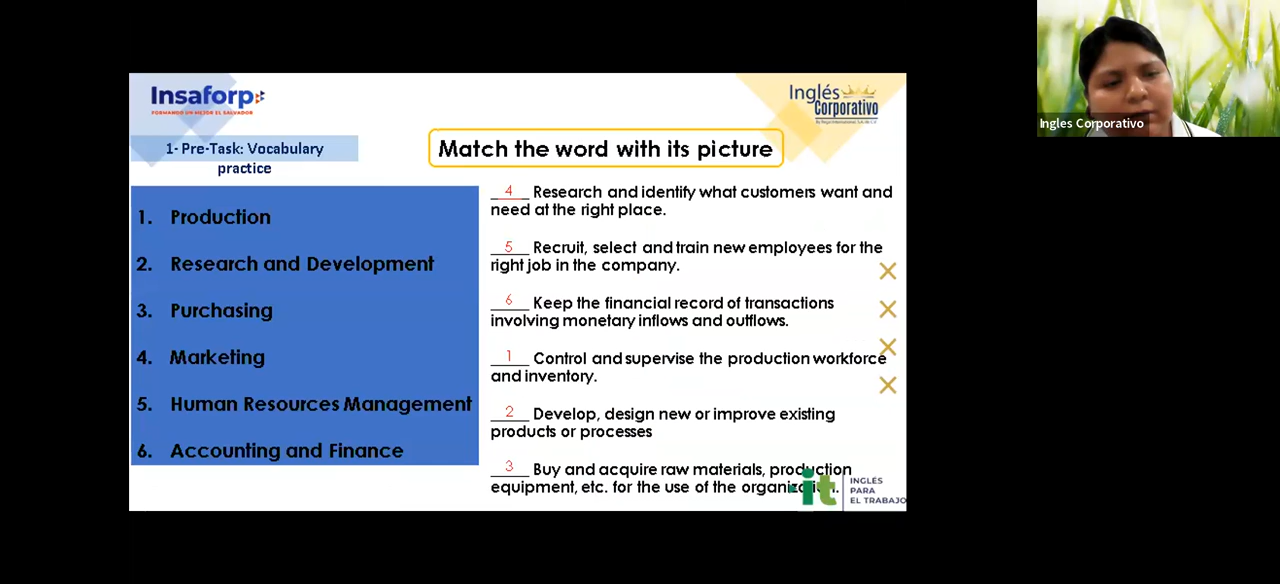 Insaforp
FORMANDO UN MEJOR EL SALVADOR
Inglés
Corporativo
1- Pre-Task: Vocabulary
practice
Match the word with its picture
1. Production
2. Research and Development
3. Purchasing
4. Marketing
5. Human Resources Management
6. Accounting and Finance
4 Research and identify what customers want and
need at the right place.
5 Recruit, select and train new employees for the
right job in the company.
6 Keep the financial record of transactions
involving monetary inflows and outflows.
1 Control and supervise the production workforce
and inventory.
2 Develop, design new or improve existing
products or processes
3 Buy and acquire raw materials, production
equipment, etc. for the use of the organization.
it
INGLÉS
PARA
EL TRABAJO
Ingles Corporativo